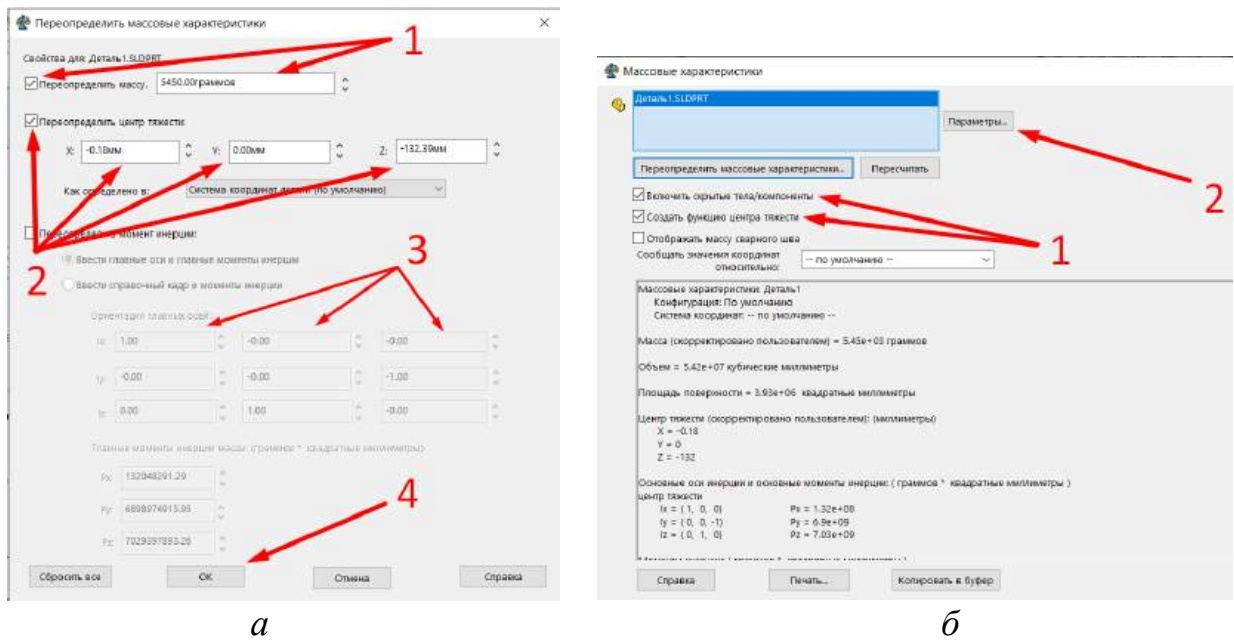 Переопределить массовые характеристики
1
Свойства для: Деталь1.SLDPRT
Переопределить массу. 5450.00граммов
Переопределить центр тяжести:
X: -0.18мм Y: 0.00мм Z: -132.39мм
Как определено в: Система координат детали (по умолчанию)
Переопределить момент инерции:
2
3
Ввести главные оси и главные моменты инерции
Ввести справочный кадр и моменты инерции
Ориентация главных осей:
Ix: 1.00 -0.00 -0.00
Iy: -0.00 -0.00 -1.00
Iz: 0.00 1.00 -0.00
Главные моменты инерции массы: (граммов * квадратные миллиметры)
Px: 132048291.29
Py: 6898974915.93
Pz: 7029397893.26
4
Сбросить все OK Отмена Справка
а
Массовые характеристики
Деталь1.SLDPRT
Параметры...
2
Переопределить массовые характеристики... Пересчитать
Включить скрытые тела/компоненты
Создать функцию центра тяжести
1
Отображать массу сварного шва
Сообщать значения координат
относительно: -- по умолчанию --
Массовые характеристики: Деталь1
Конфигурация: По умолчанию
Система координат: -- по умолчанию --
Масса (скорректировано пользователем) = 5.45e+03 граммов
Объем = 5.42e+07 кубические миллиметры
Площадь поверхности = 3.93e+06 квадратные миллиметры
Центр тяжести (скорректировано пользователем): (миллиметры)
X = -0.18
Y = 0
Z = -132
Основные оси инерции и основные моменты инерции: ( граммов * квадратные миллиметры )
центр тяжести
Ix = ( 1, 0, 0) Px = 1.32e+08
Iy = ( 0, 0, -1) Py = 6.9e+09
Iz = ( 0, 1, 0) Pz = 7.03e+09
Справка Печать... Копировать в буфер
б